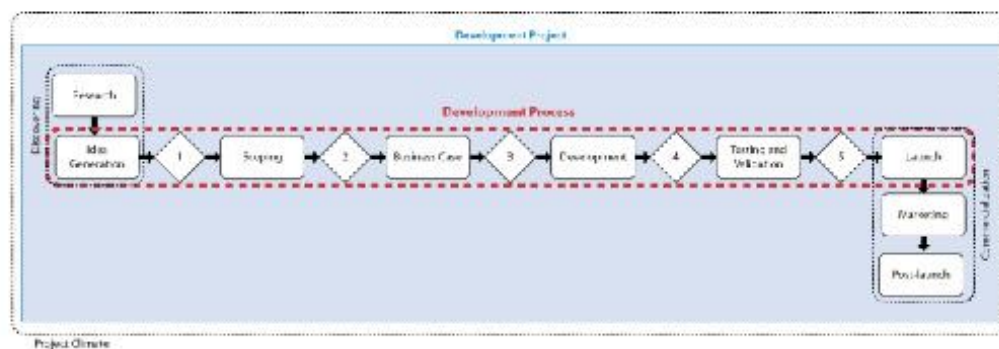 Development Project
Research
Development Process
Idea
Generation
1
Scoping
2
Business Case
3
Development
4
Testing and
Validation
5
Launch
Marketing
Post-launch
Commercialization
Project Climate